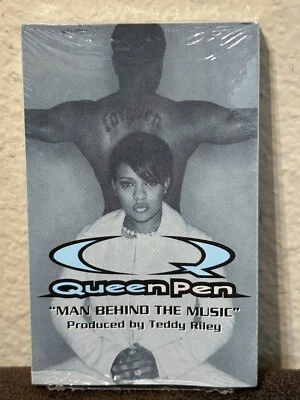 Queen Pen
"MAN BEHIND THE MUSIC"
Produced by Teddy Riley